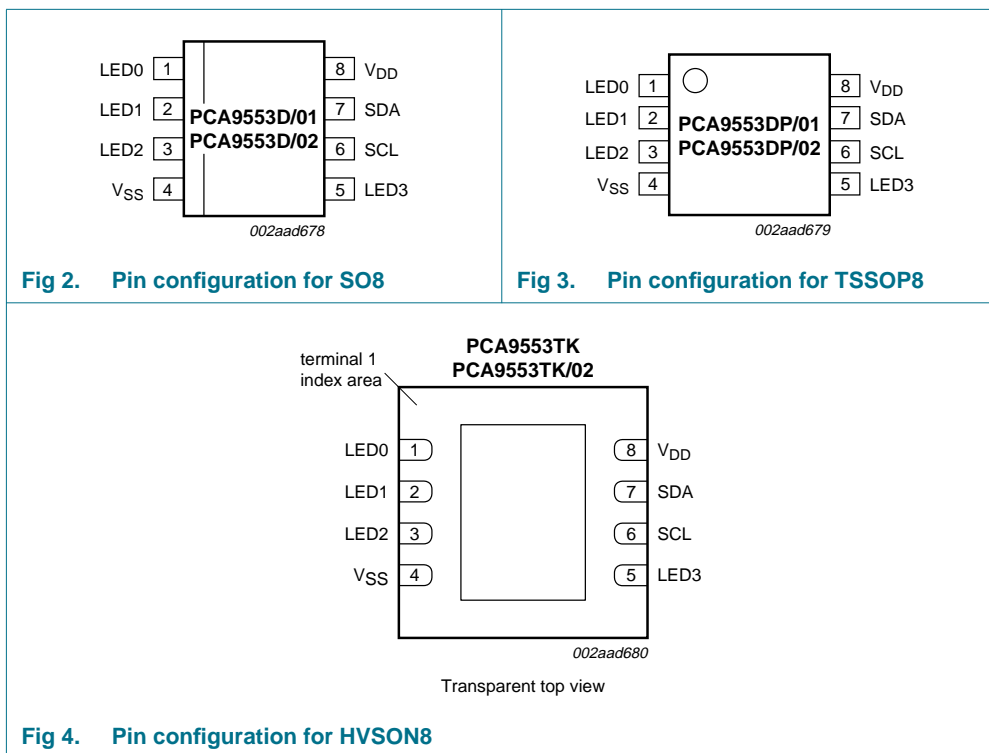 LED0 1 8 VDD
LED1 2 PCA9553D/01 7 SDA
LED2 3 PCA9553D/02 6 SCL
VSS 4 5 LED3
002aad678
Fig 2. Pin configuration for SO8
LED0 1 8 VDD
LED1 2 PCA9553DP/01 7 SDA
LED2 3 PCA9553DP/02 6 SCL
VSS 4 5 LED3
002aad679
Fig 3. Pin configuration for TSSOP8
PCA9553TK
PCA9553TK/02
terminal 1
index area
LED0 1 8 VDD
LED1 2 7 SDA
LED2 3 6 SCL
VSS 4 5 LED3
002aad680
Transparent top view
Fig 4. Pin configuration for HVSON8